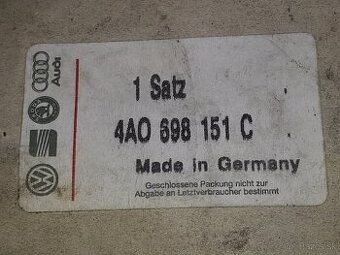 Audi
1 Satz
4A0 698 151 C
Made in Germany
Geschlossene Packung nicht zur
Abgabe an Letztverbraucher bestimmt